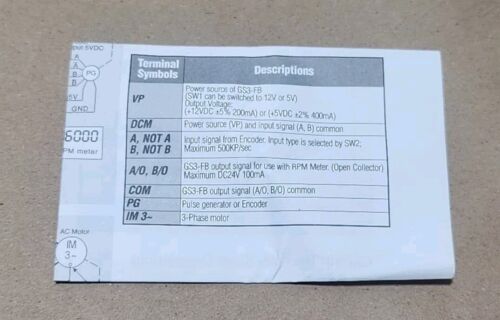 put 5VDC
A
A
B
B
PG
5V
GND
6000
PM meter
AC Motor
IM
3~
Terminal Symbols
Descriptions
VP
Power source of GS3-FB
(SW1 can be switched to 12V or 5V)
Output Voltage:
(+12VDC ±5% 200mA) or (+5VDC ±2% 400mA)
DCM
Power source (VP) and input signal (A, B) common
A, NOT A
B, NOT B
Input signal from Encoder. Input type is selected by SW2;
Maximum 500KP/sec
A/O, B/O
GS3-FB output signal for use with RPM Meter. (Open Collector)
Maximum DC24V 100mA
COM
GS3-FB output signal (A/O, B/O) common
PG
Pulse generator or Encoder
IM 3~
3-Phase motor